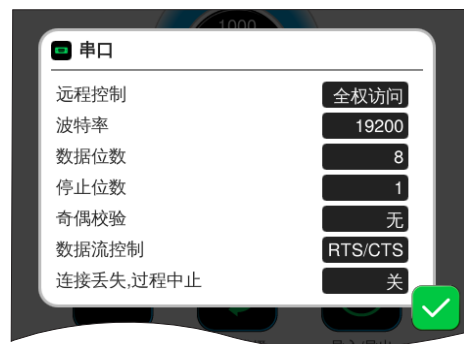 1000
串口
远程控制 全权访问
波特率 19200
数据位数 8
停止位数 1
奇偶校验 无
数据流控制 RTS/CTS
连接丢失,过程中止 关